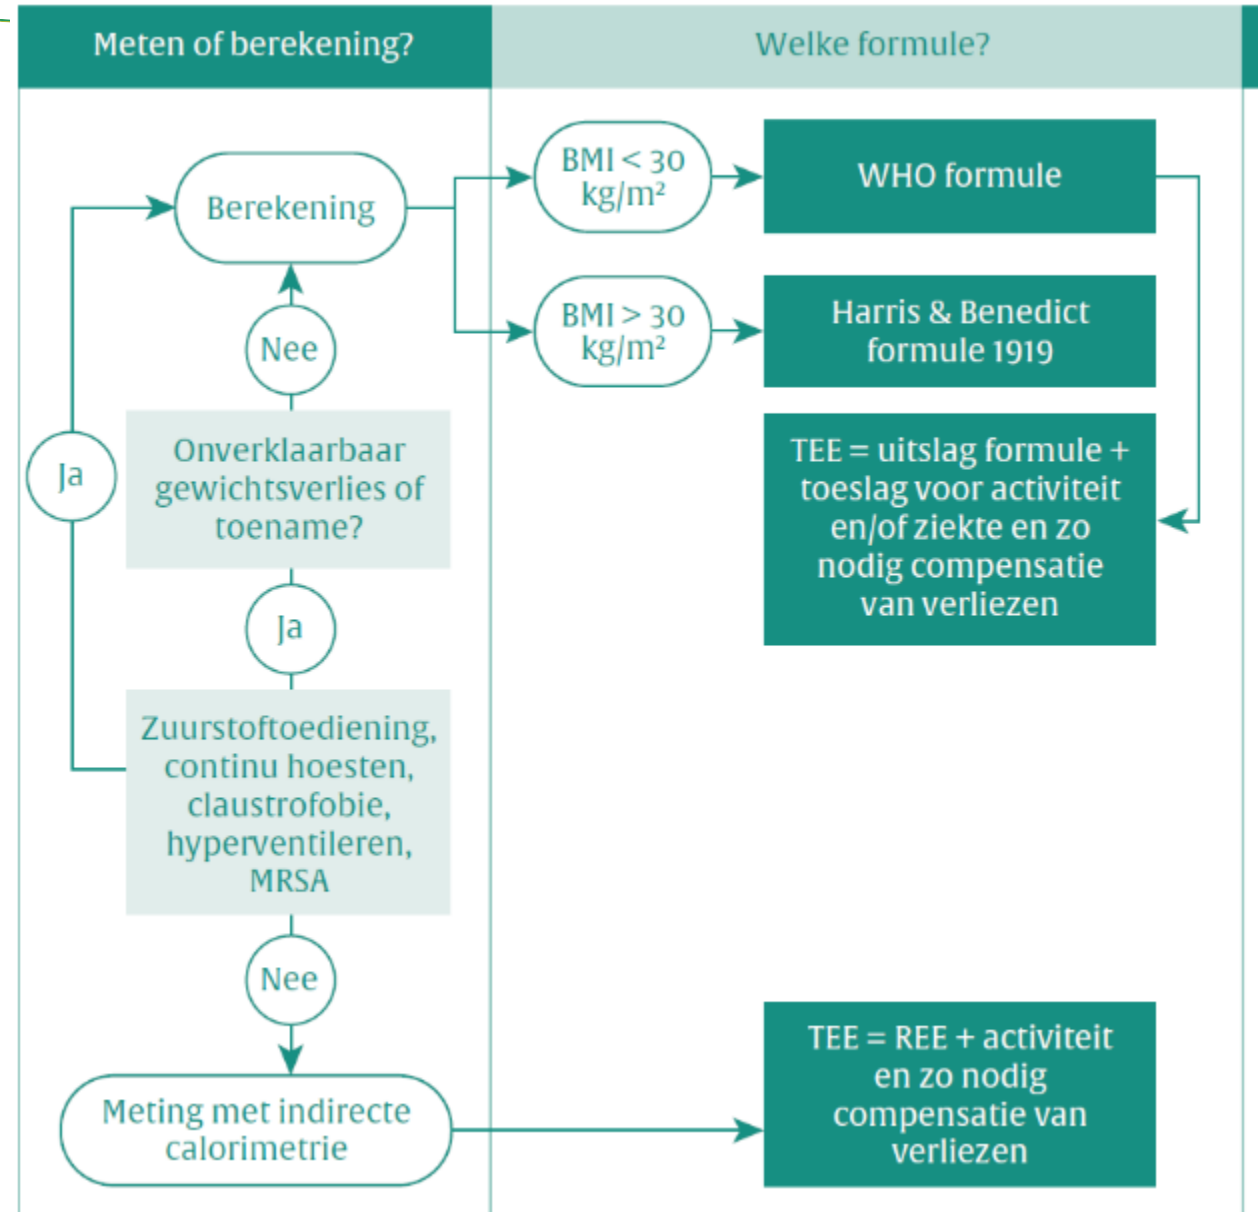 Meten of berekening?
Welke formule?
Berekening
Nee
Onverklaarbaar
gewichtsverlies of
toename?
Ja
Ja
Zuurstoftoediening,
continu hoesten,
claustrofobie,
hyperventileren,
MRSA
Nee
Meting met indirecte
calorimetrie
BMI < 30
kg/m²
WHO formule
BMI > 30
kg/m²
Harris & Benedict
formule 1919
TEE = uitslag formule +
toeslag voor activiteit
en/of ziekte en zo
nodig compensatie
van verliezen
TEE = REE + activiteit
en zo nodig
compensatie van
verliezen